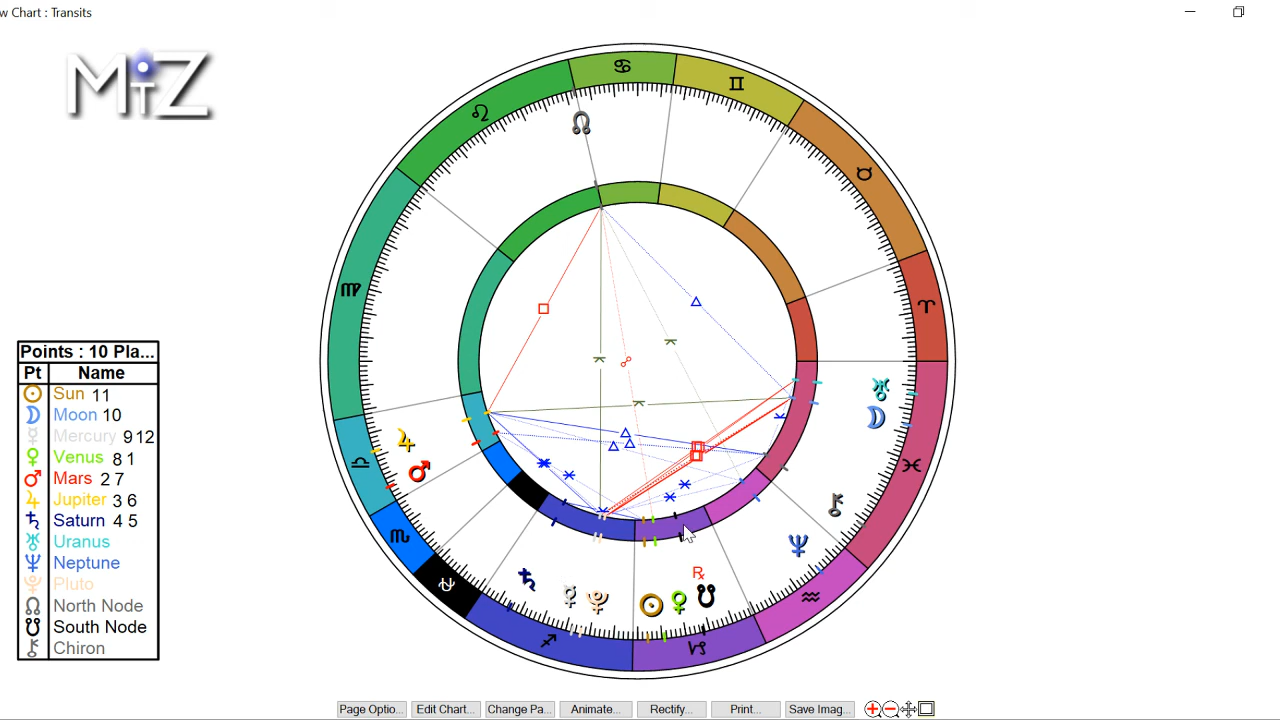 w Chart : Transits
MTZ
Points : 10 Pla...
Pt Name
☉ Sun 11
☽ Moon 10
☿ Mercury 9 12
♀ Venus 8 1
♂ Mars 2 7
♃ Jupiter 3 6
♄ Saturn 4 5
♅ Uranus
♆ Neptune
Pluto
☊ North Node
☋ South Node
⚷ Chiron
Page Optio... Edit Chart... Change Pa... Animate... Rectify... Print... Save Imag...